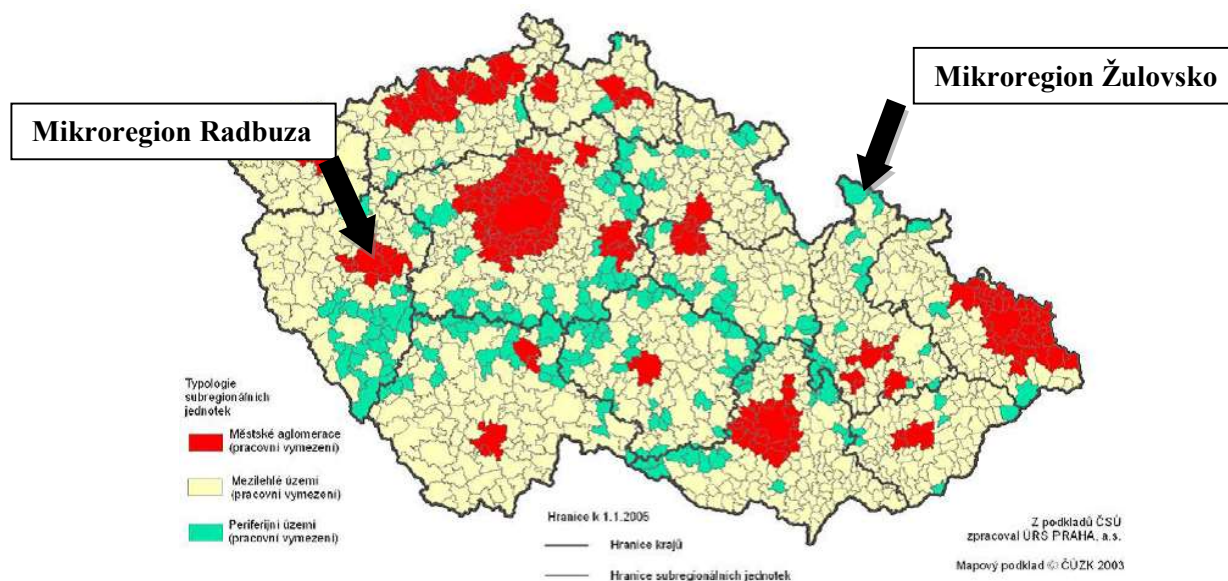 Mikroregion Žulovsko
Mikroregion Radbuza
Typologie
subregionálních
jednotek
Městské aglomerace
(pracovní vymezení)
Mezilehlé území
(pracovní vymezení)
Periferijní území
(pracovní vymezení)
Hranice k 1.1.2005
Hranice krajů
Hranice subregionálních jednotek
Z podkladů ČSÚ
zpracoval ÚRS PRAHA, a.s.
Mapový podklad © ČÚZK 2003